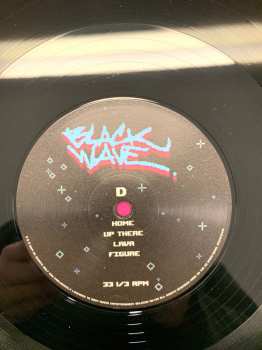 BLACK
WAVE.
D
HOME
UP THERE
LAVA
FIGURE
33 1/3 RPM